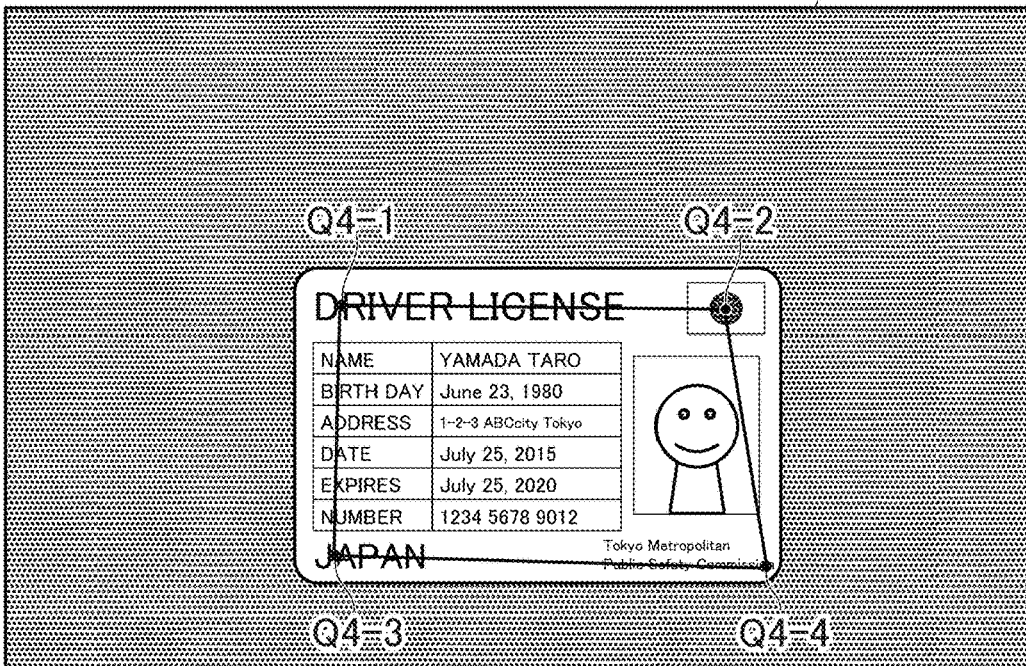 Q4-1 Q4-2
DRIVER LICENSE
NAME YAMADA TARO
BIRTH DAY June 23, 1980
ADDRESS 1-2-3 ABCcity Tokyo
DATE July 25, 2015
EXPIRES July 25, 2020
NUMBER 1234 5678 9012
JAPAN
Tokyo Metropolitan
Public Safety Commission
Q4-3 Q4-4